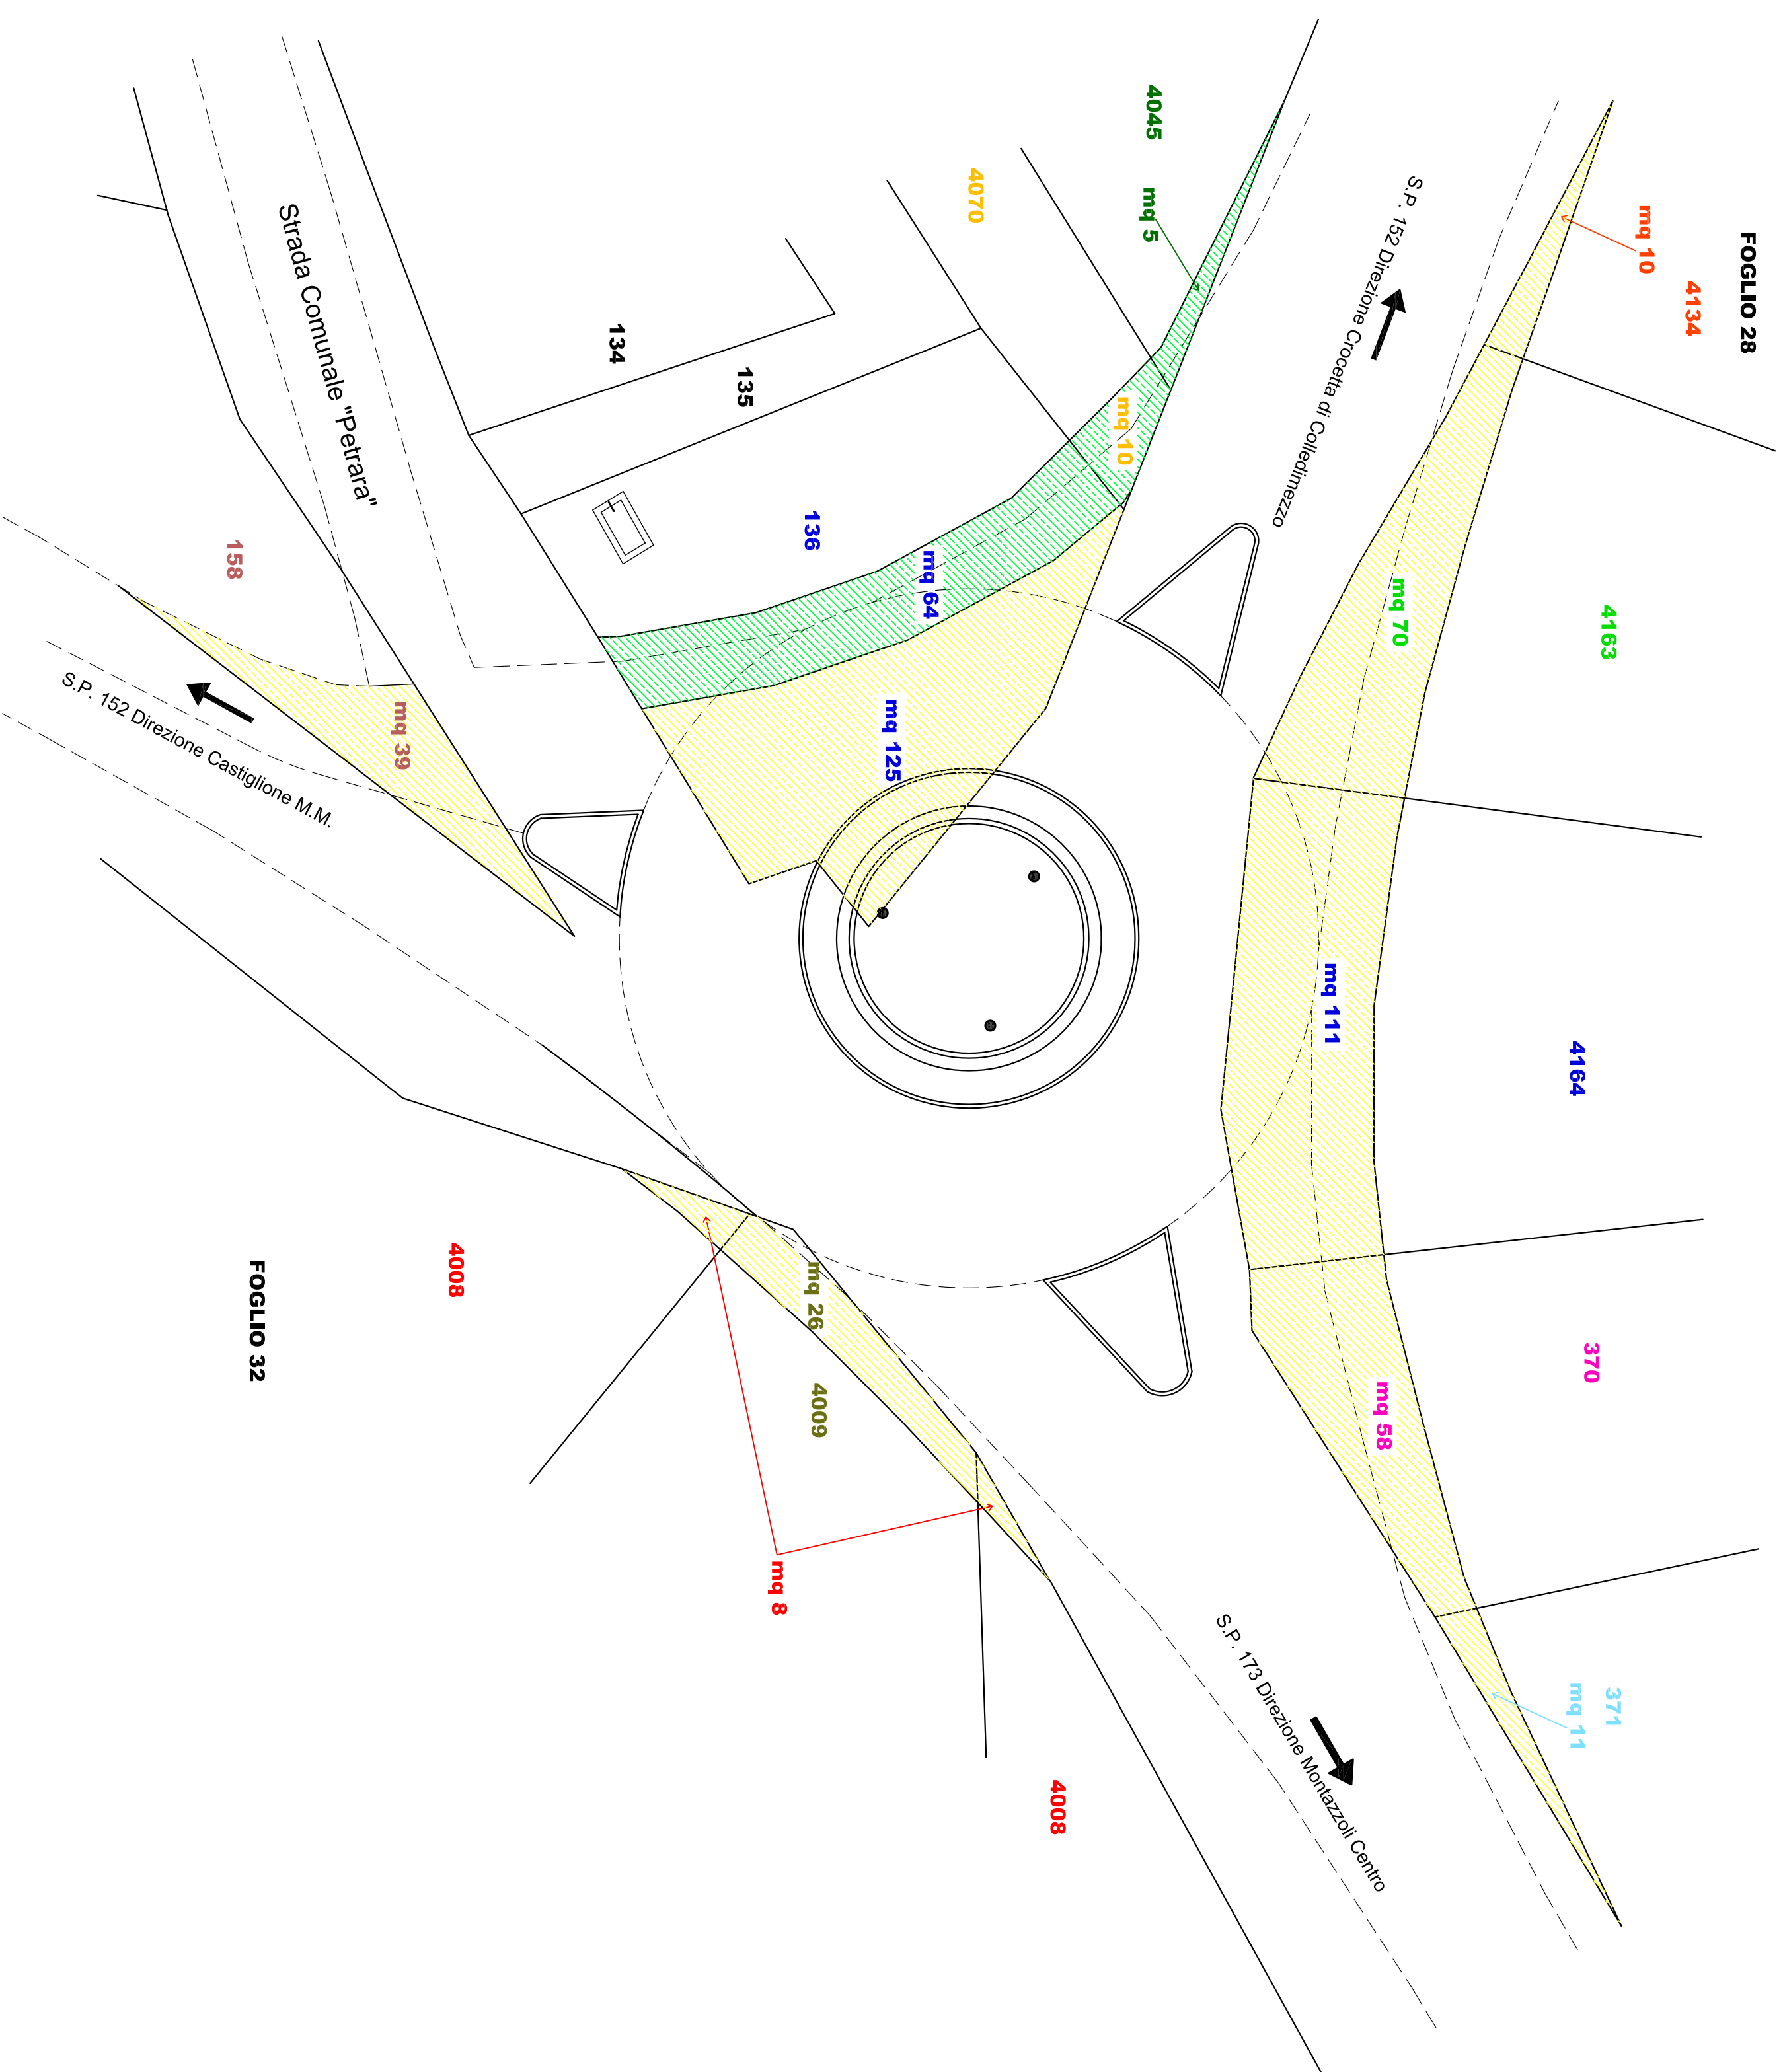 FOGLIO 28
4134
mq 10
4163
mq 70
4164
mq 111
370
mq 58
371
mq 11
S.P. 152 Direzione Crocetta di Colledimezzo
4045
mq 5
4070
mq 10
136
mq 64
mq 125
135
134
Strada Comunale "Petrara"
158
mq 39
S.P. 152 Direzione Castiglione M.M.
4008
FOGLIO 32
mq 26
4009
mq 8
4008
S.P. 173 Direzione Montazzoli Centro